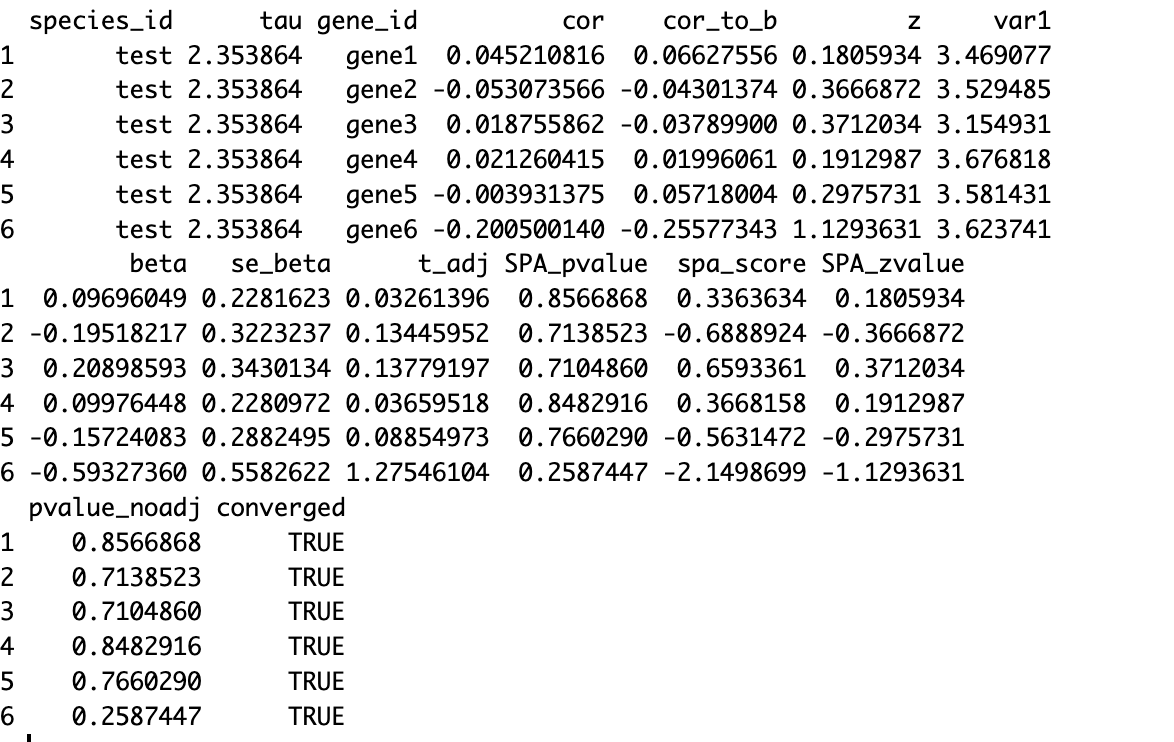 species_id      tau gene_id          cor    cor_to_b         z     var1
1       test 2.353864   gene1  0.045210816  0.06627556 0.1805934 3.469077
2       test 2.353864   gene2 -0.053073566 -0.04301374 0.3666872 3.529485
3       test 2.353864   gene3  0.018755862 -0.03789900 0.3712034 3.154931
4       test 2.353864   gene4  0.021260415  0.01996061 0.1912987 3.676818
5       test 2.353864   gene5 -0.003931375  0.05718004 0.2975731 3.581431
6       test 2.353864   gene6 -0.200500140 -0.25577343 1.1293631 3.623741
         beta   se_beta      t_adj SPA_pvalue  spa_score SPA_zvalue
1  0.09696049 0.2281623 0.03261396  0.8566868  0.3363634  0.1805934
2 -0.19518217 0.3223237 0.13445952  0.7138523 -0.6888924 -0.3666872
3  0.20898593 0.3430134 0.13779197  0.7104860  0.6593361  0.3712034
4  0.09976448 0.2280972 0.03659518  0.8482916  0.3668158  0.1912987
5 -0.15724083 0.2882495 0.08854973  0.7660290 -0.5631472 -0.2975731
6 -0.59327360 0.5582622 1.27546104  0.2587447 -2.1498699 -1.1293631
  pvalue_noadj converged
1    0.8566868      TRUE
2    0.7138523      TRUE
3    0.7104860      TRUE
4    0.8482916      TRUE
5    0.7660290      TRUE
6    0.2587447      TRUE